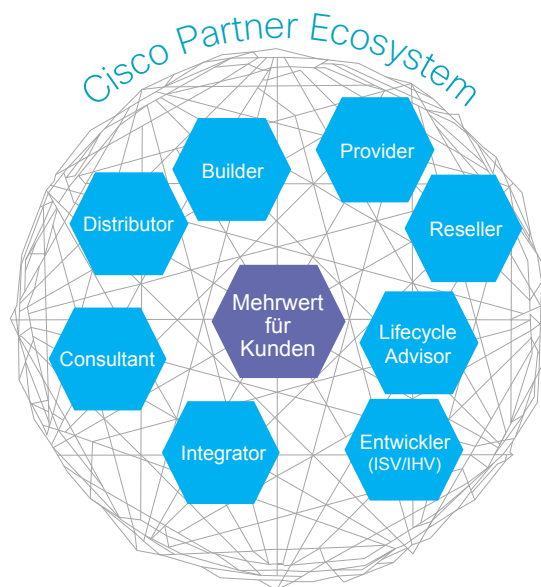 Cisco Partner Ecosystem
Provider
Builder
Distributor
Reseller
Mehrwert
für
Kunden
Lifecycle
Advisor
Consultant
Integrator
Entwickler
(ISV/IHV)